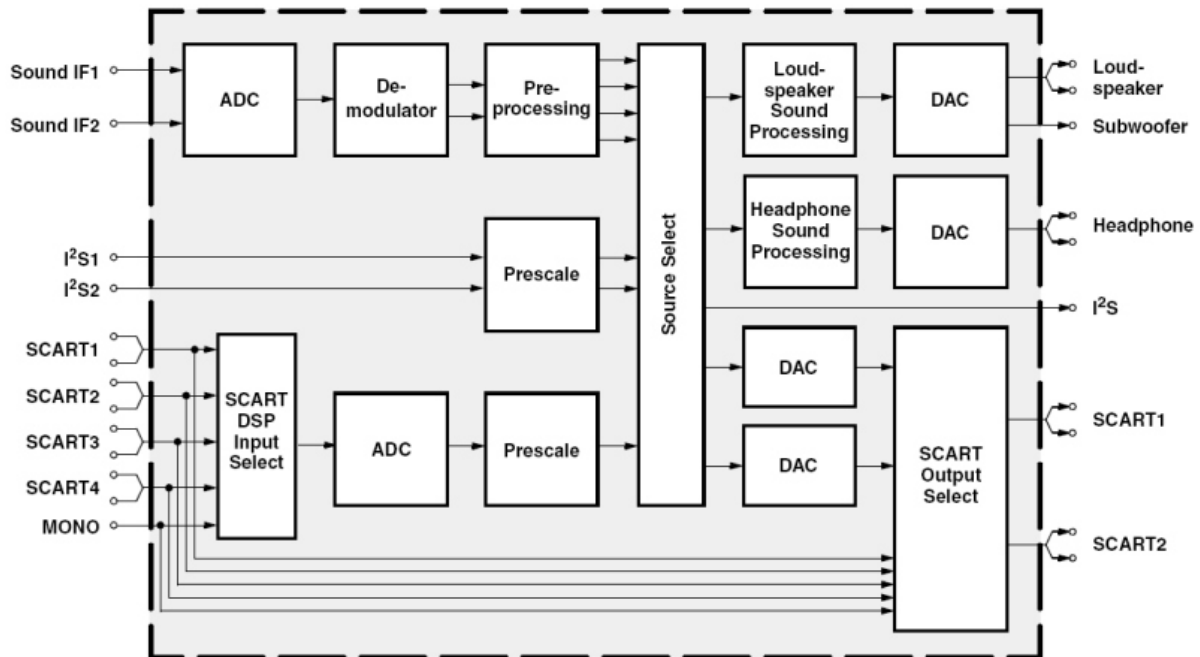 Sound IF1
Sound IF2
ADC
De-
modulator
Pre-
processing
Loud-
speaker
Sound
Processing
DAC
Loud-
speaker
Subwoofer
Headphone
Sound
Processing
DAC
Headphone
I²S1
I²S2
Prescale
Source Select
I²S
SCART1
SCART2
SCART3
SCART4
MONO
SCART
DSP
Input
Select
ADC
Prescale
DAC
DAC
SCART
Output
Select
SCART1
SCART2